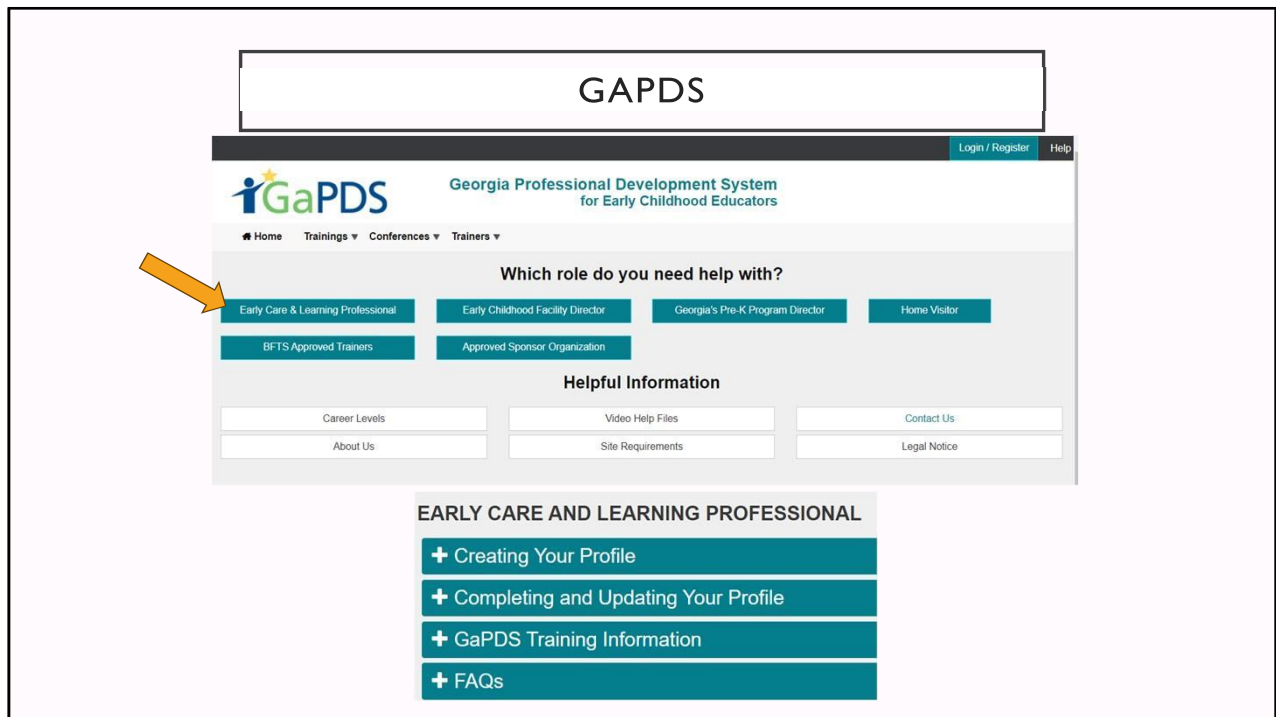 GAPDS
Login / Register Help
GaPDS
Georgia Professional Development System
for Early Childhood Educators
Home Trainings Conferences Trainers
Which role do you need help with?
Early Care & Learning Professional Early Childhood Facility Director Georgia's Pre-K Program Director Home Visitor
BFTS Approved Trainers Approved Sponsor Organization
Helpful Information
Career Levels Video Help Files Contact Us
About Us Site Requirements Legal Notice
EARLY CARE AND LEARNING PROFESSIONAL
+ Creating Your Profile
+ Completing and Updating Your Profile
+ GaPDS Training Information
+ FAQs